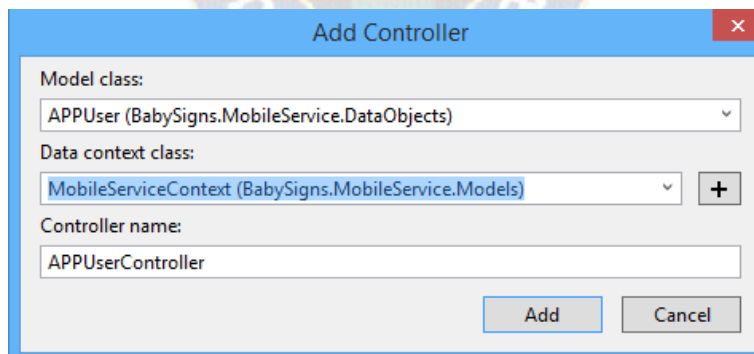 Add Controller
Model class:
APPUser (BabySigns.MobileService.DataObjects)
Data context class:
MobileServiceContext (BabySigns.MobileService.Models)
Controller name:
APPUserController
Add Cancel